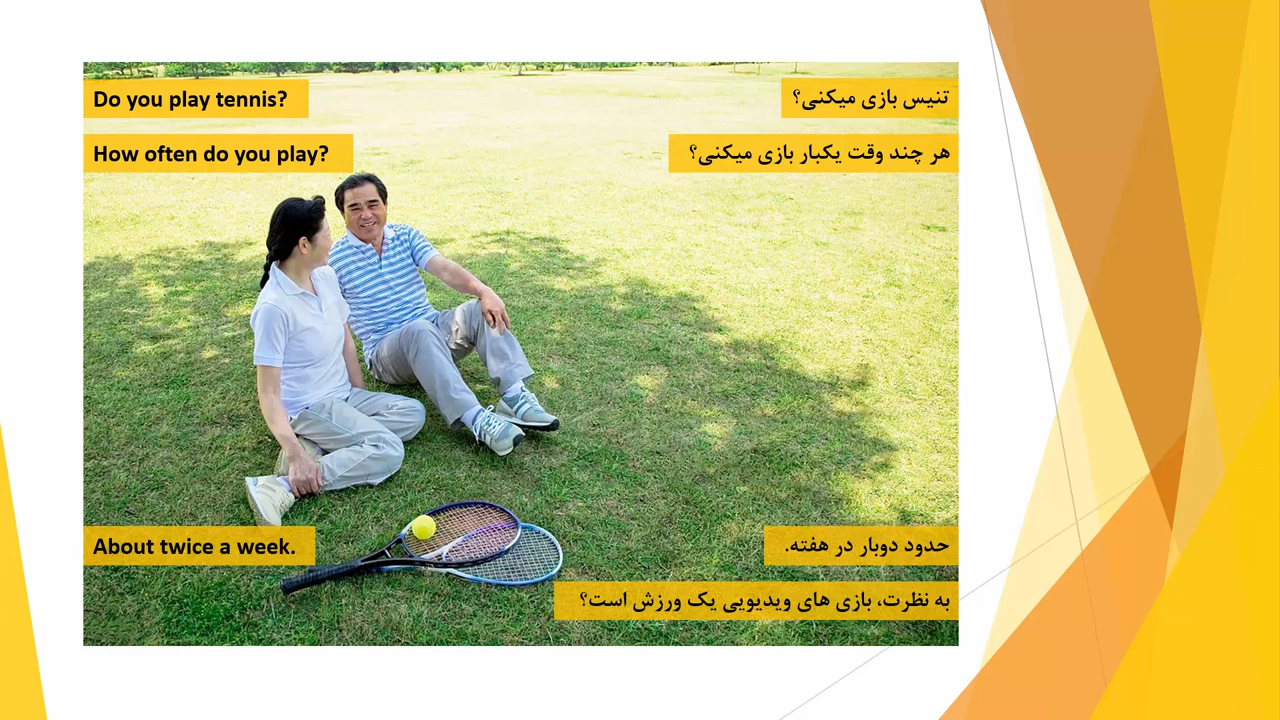 Do you play tennis?
تنیس بازی میکنی؟
How often do you play?
هر چند وقت یکبار بازی میکنی؟
About twice a week.
حدود دوبار در هفته.
به نظرت، بازی های ویدیویی یک ورزش است؟